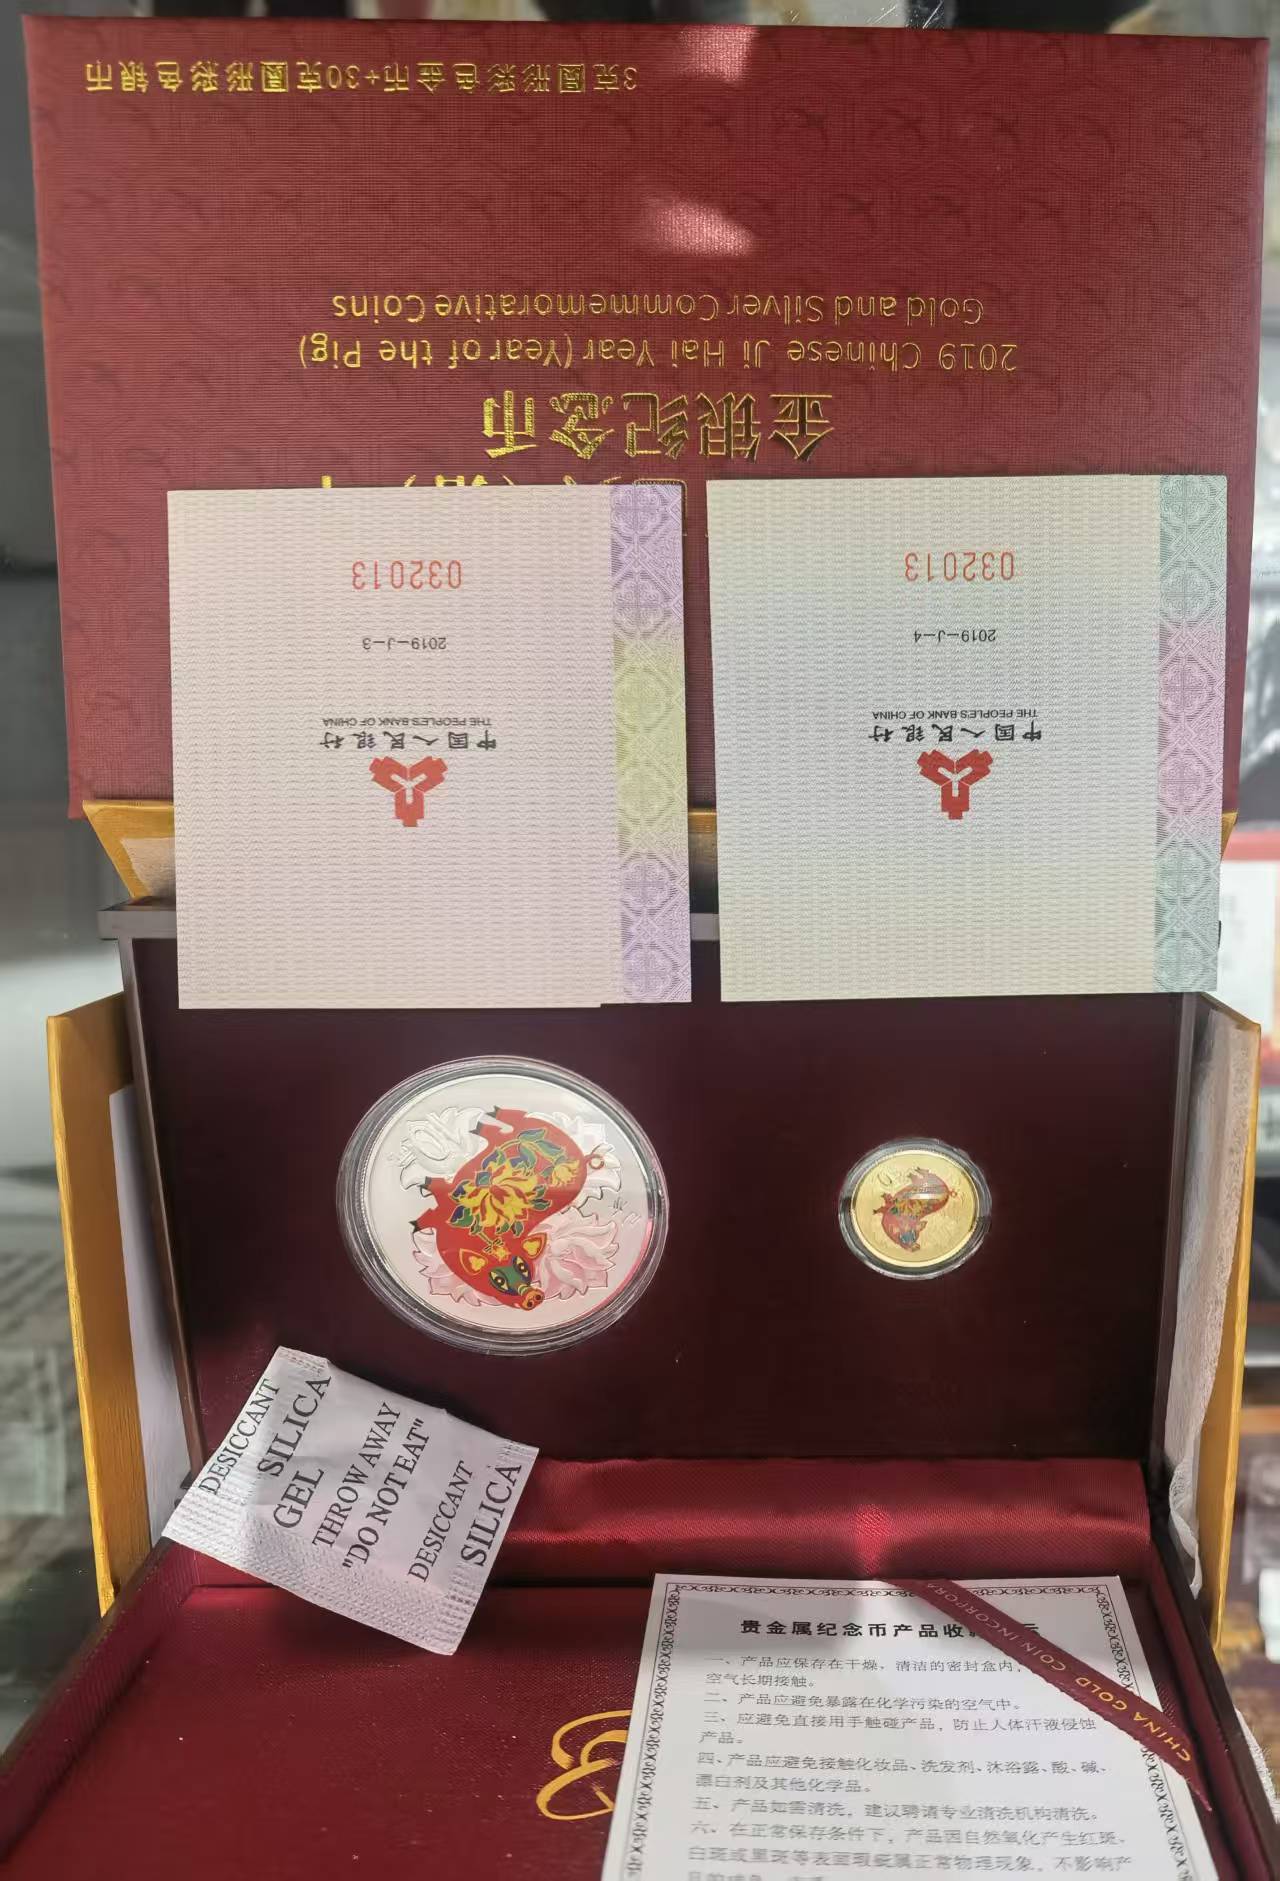 金银纪念币
2019 Chinese Ji Hai Year (Year of the Pig)
Gold and Silver Commemorative Coins
3克圆形彩色金币+30克圆形彩色银币
中国人民银行
THE PEOPLE'S BANK OF CHINA
2019-J-4
032013
中国人民银行
THE PEOPLE'S BANK OF CHINA
2019-J-3
032013
DESICCANT
SILICA
GEL
THROW AWAY
"DO NOT EAT"
DESICCANT
SILICA
CHINA GOLD COIN INCORPORA
贵金属纪念币产品收
一、产品应保存在干燥、清洁的密封盒内，
空气长期接触。
二、产品应避免暴露在化学污染的空气中。
三、应避免直接用手触碰产品，防止人体汗液侵蚀
产品。
四、产品应避免接触化妆品、洗发剂、沐浴露、酸、碱、
漂白剂及其他化学品。
五、产品如需清洗，建议聘请专业清洗机构清洗。
六、在正常保存条件下，产品因自然氧化产生红斑、
白斑或黑斑等表面瑕疵属正常物理现象，不影响产